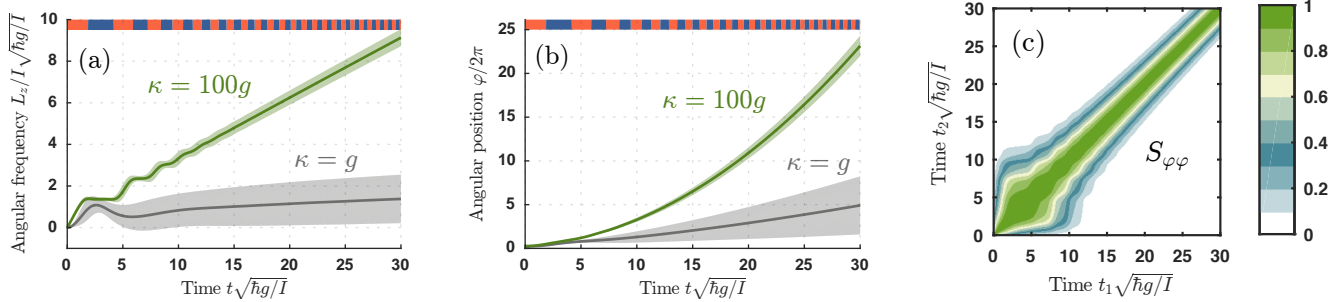 (a)
κ = 100g
κ = g
Angular frequency L_z/I√ħg/I
10
8
6
4
2
0
0 5 10 15 20 25 30
Time t√ħg/I
(b)
κ = 100g
κ = g
Angular position φ/2π
25
20
15
10
5
0
0 5 10 15 20 25 30
Time t√ħg/I
(c)
S_φφ
Time t₂√ħg/I
30
25
20
15
10
5
0
0 5 10 15 20 25 30
Time t₁√ħg/I
1
0.8
0.6
0.4
0.2
0